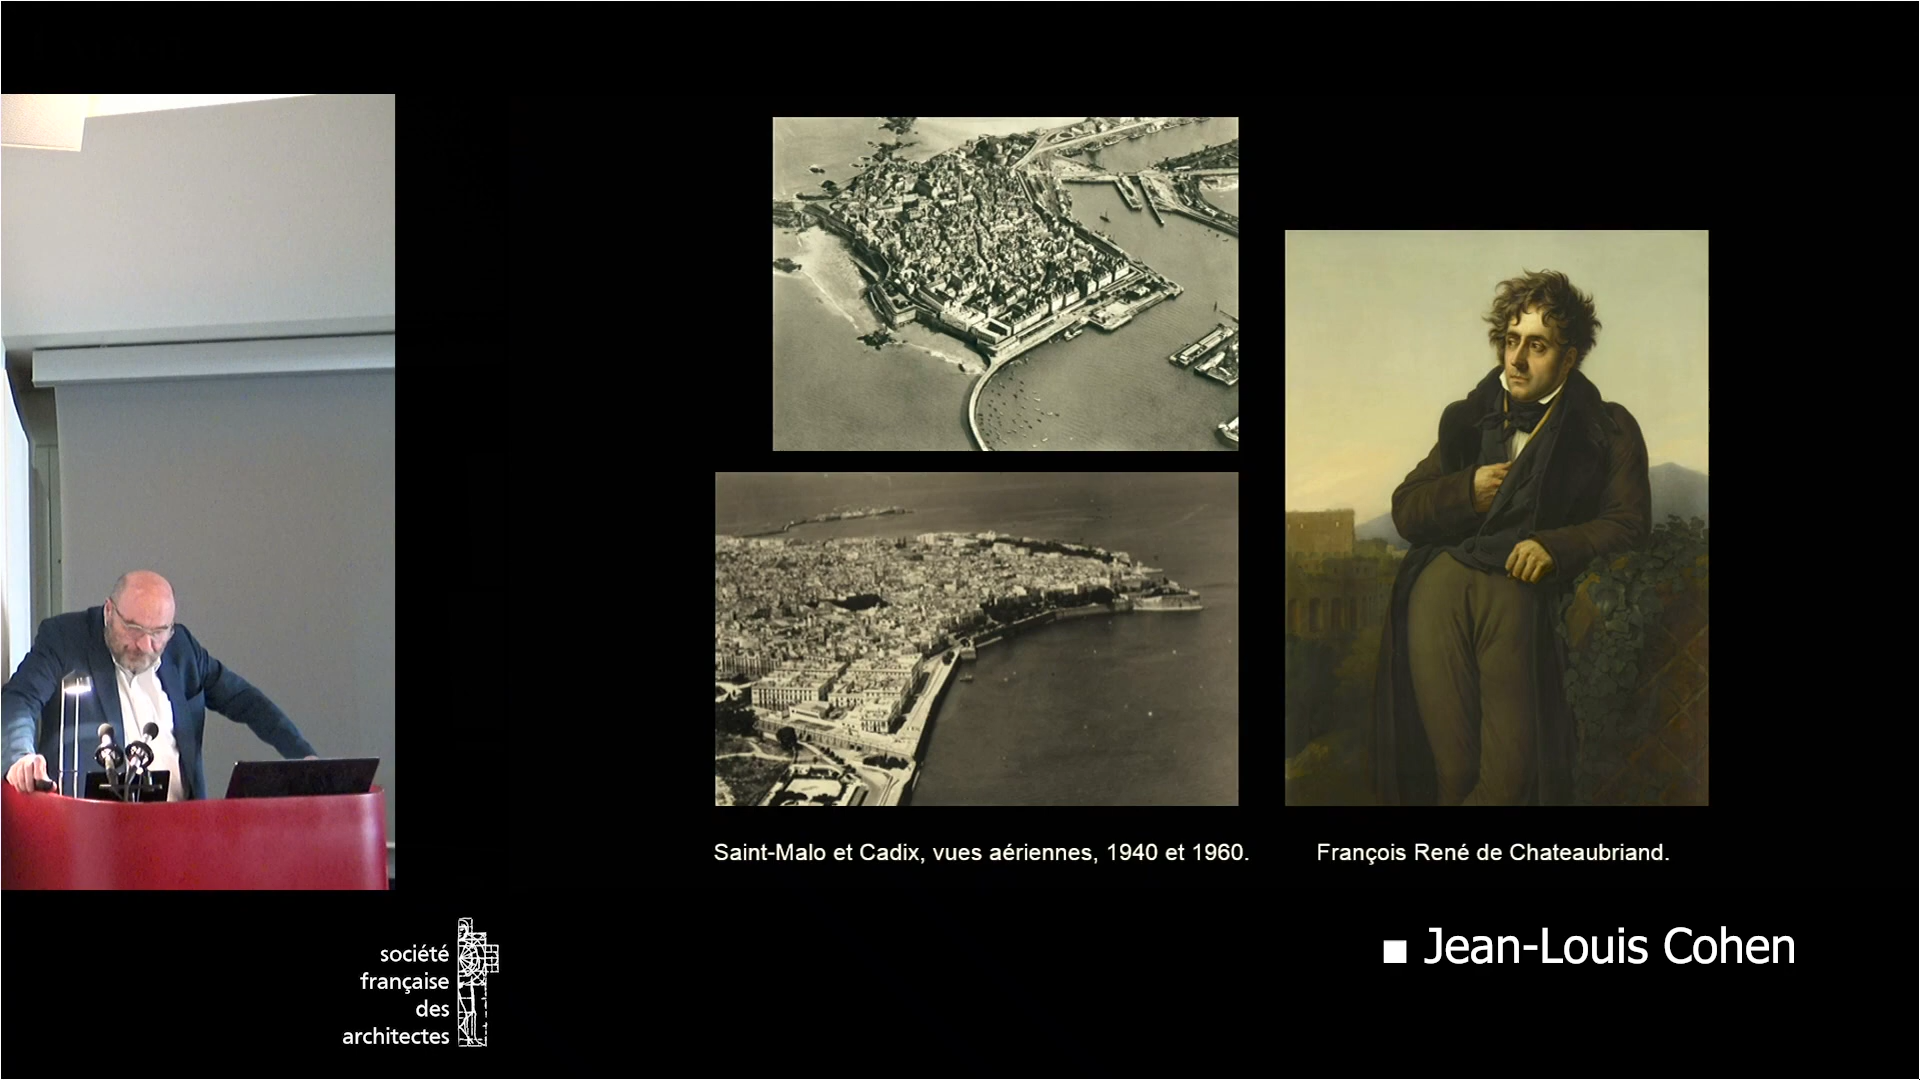 Saint-Malo et Cadix, vues aériennes, 1940 et 1960.
François René de Chateaubriand.
Jean-Louis Cohen
société
française
des
architectes